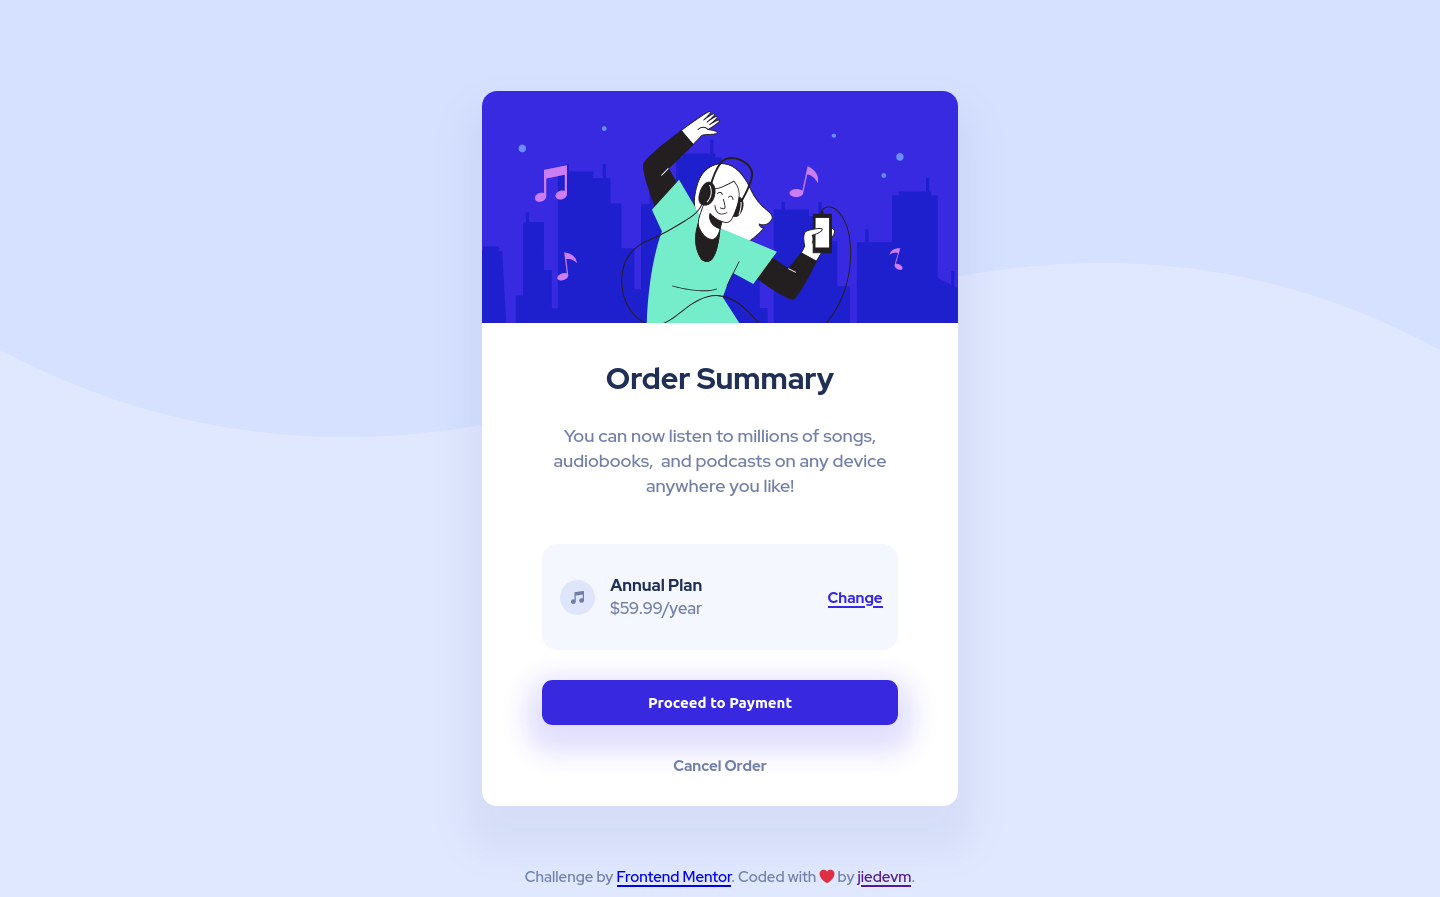 Order Summary
You can now listen to millions of songs,
audiobooks,  and podcasts on any device
anywhere you like!
Annual Plan
$59.99/year
Change
Proceed to Payment
Cancel Order
Challenge by Frontend Mentor. Coded with ❤️ by jiedevm.